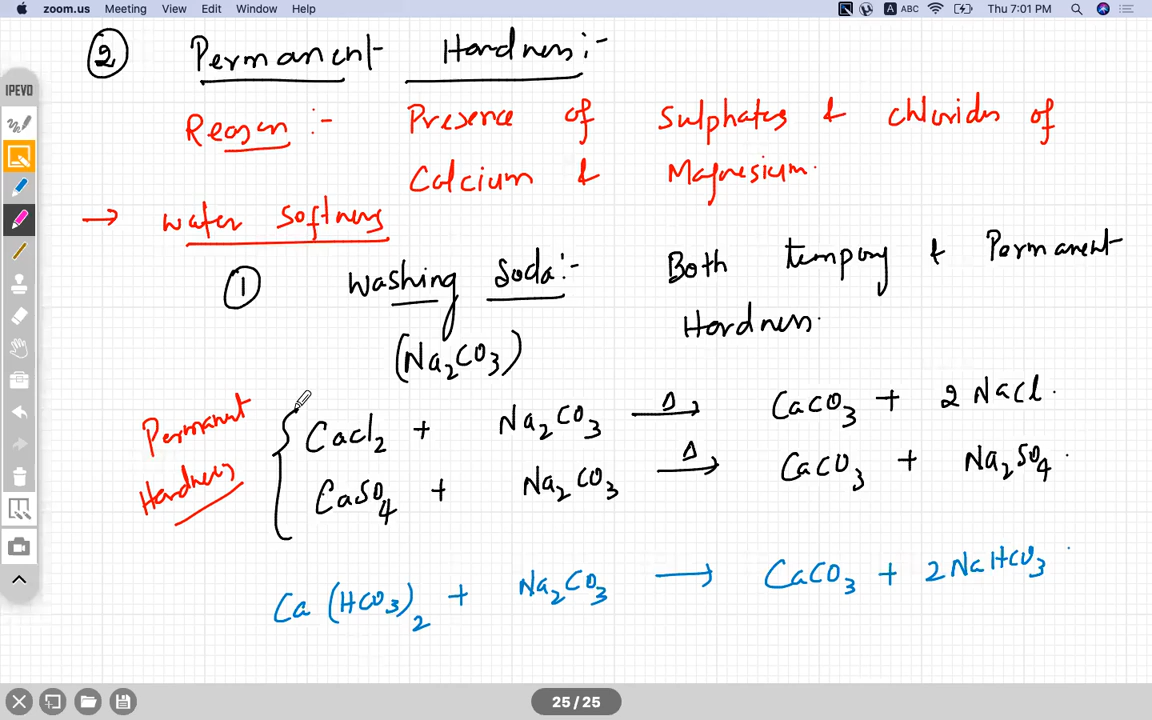 zoom.us Meeting View Edit Window Help ABC Thu 7:01 PM
② Permanent Hardness:-
IPEVO
Reason :- Presence of Sulphates & chlorides of
Calcium & Magnesium.
→ water softners
① Washing Soda:- Both tempory & Permanent
Hardness.
(Na₂CO₃)
Permanent
Hardness
CaCl₂ + Na₂CO₃ —Δ→ CaCO₃ + 2NaCl.
CaSO₄ + Na₂CO₃ —Δ→ CaCO₃ + Na₂SO₄.
Ca(HCO₃)₂ + Na₂CO₃ → CaCO₃ + 2NaHCO₃
25 / 25